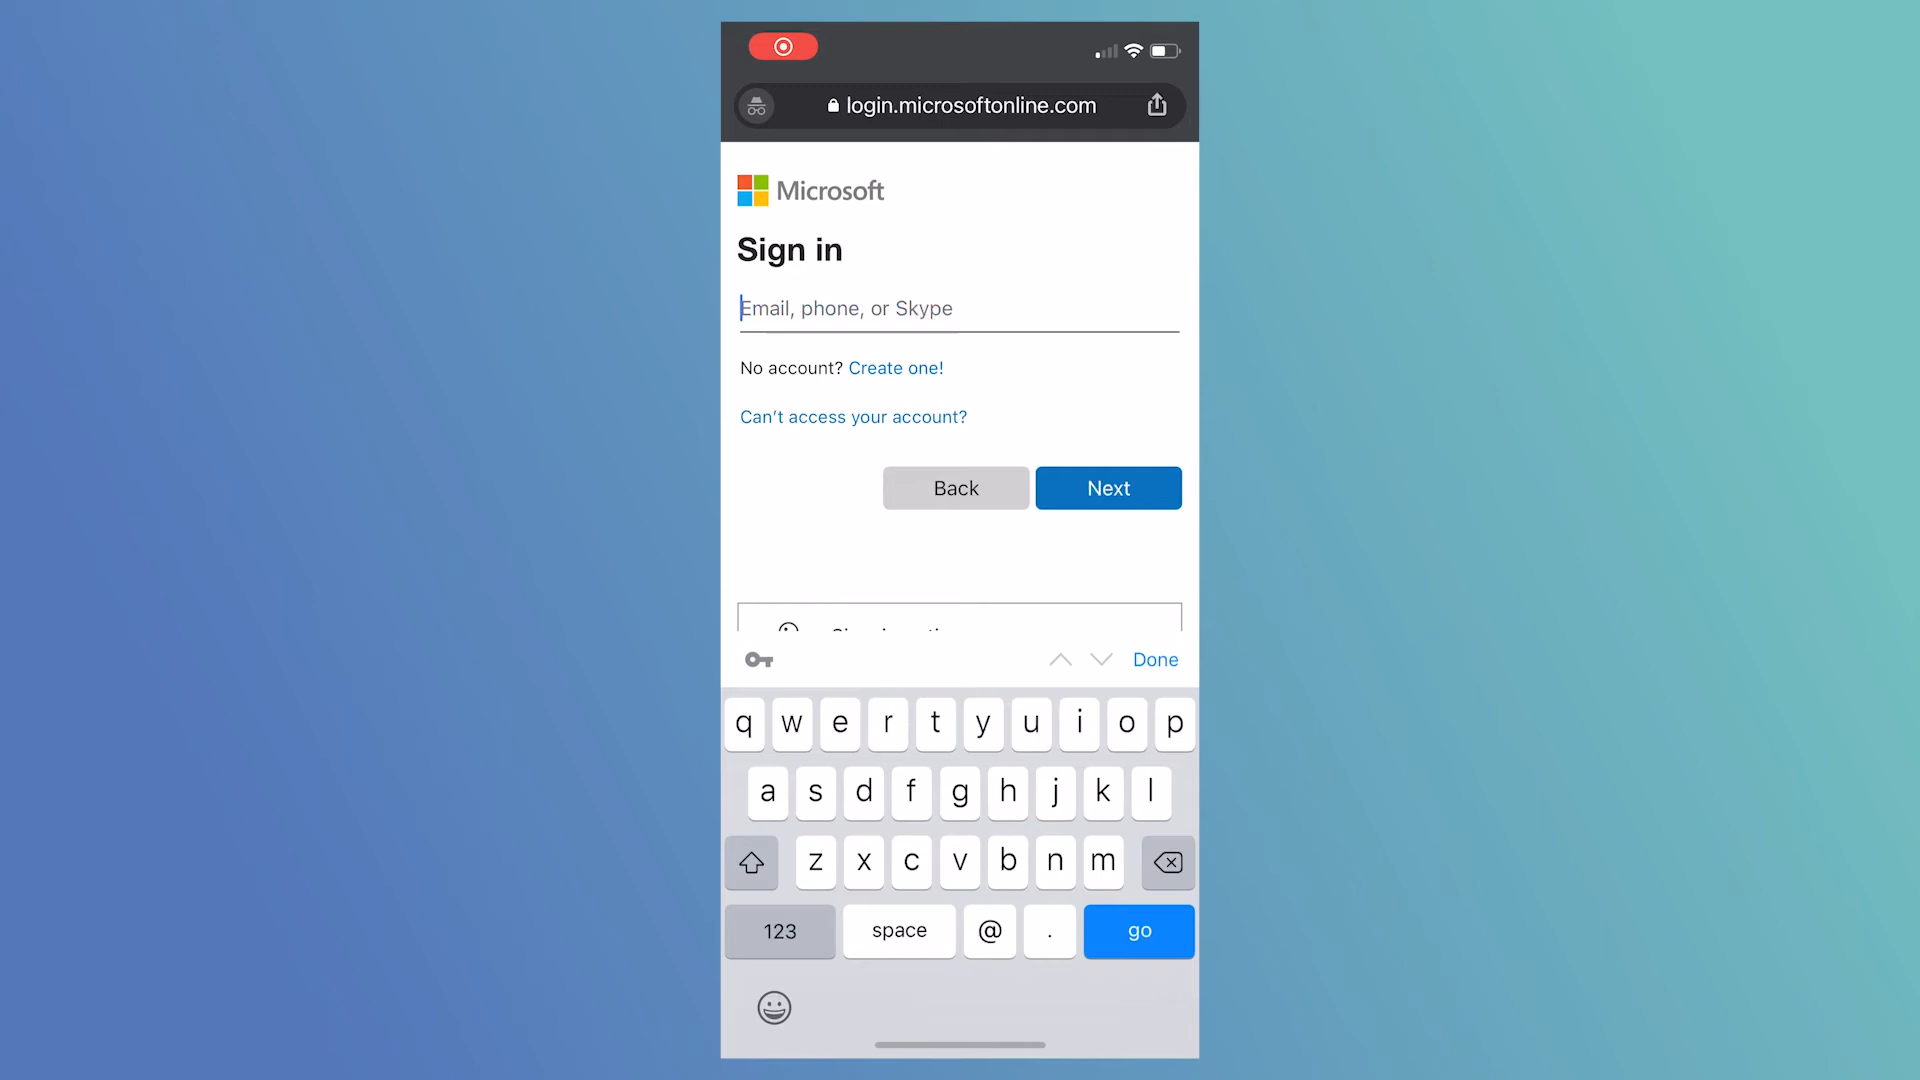 login.microsoftonline.com
Microsoft
Sign in
Email, phone, or Skype
No account? Create one!
Can't access your account?
Back Next
Done
q w e r t y u i o p
a s d f g h j k l
z x c v b n m
123 space @ . go